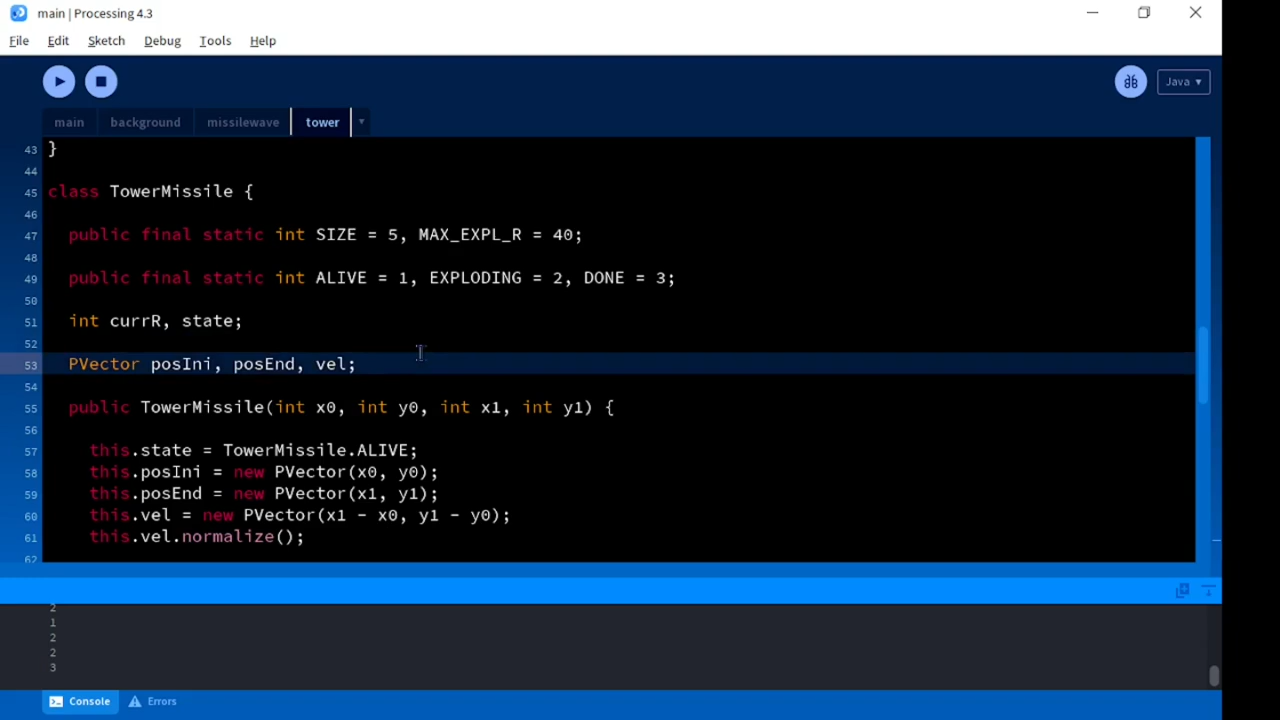 main | Processing 4.3
File Edit Sketch Debug Tools Help
Java ▾
main background missilewave tower ▾
43 }
44
45 class TowerMissile {
46
47 public final static int SIZE = 5, MAX_EXPL_R = 40;
48
49 public final static int ALIVE = 1, EXPLODING = 2, DONE = 3;
50
51 int currR, state;
52
53 PVector posIni, posEnd, vel;
54
55 public TowerMissile(int x0, int y0, int x1, int y1) {
56
57 this.state = TowerMissile.ALIVE;
58 this.posIni = new PVector(x0, y0);
59 this.posEnd = new PVector(x1, y1);
60 this.vel = new PVector(x1 - x0, y1 - y0);
61 this.vel.normalize();
62
2
1
2
2
3
Console Errors